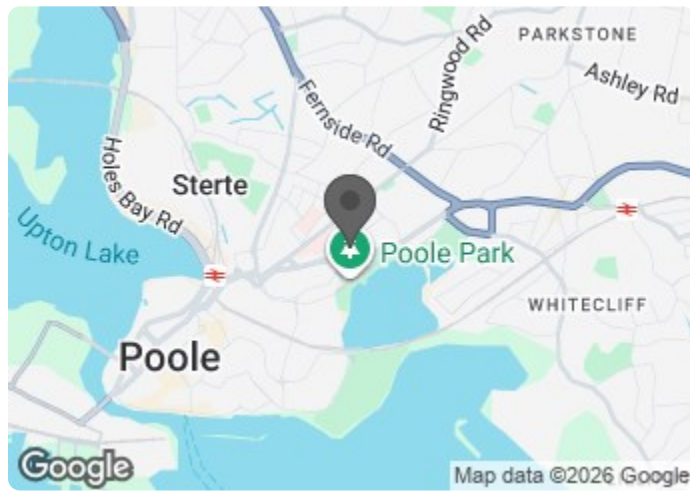 PARKSTONE
Ringwood Rd
Ashley Rd
Fernside Rd
Holes Bay Rd
Sterte
Upton Lake
Poole Park
WHITECLIFF
Poole
Google
Map data ©2026 Google